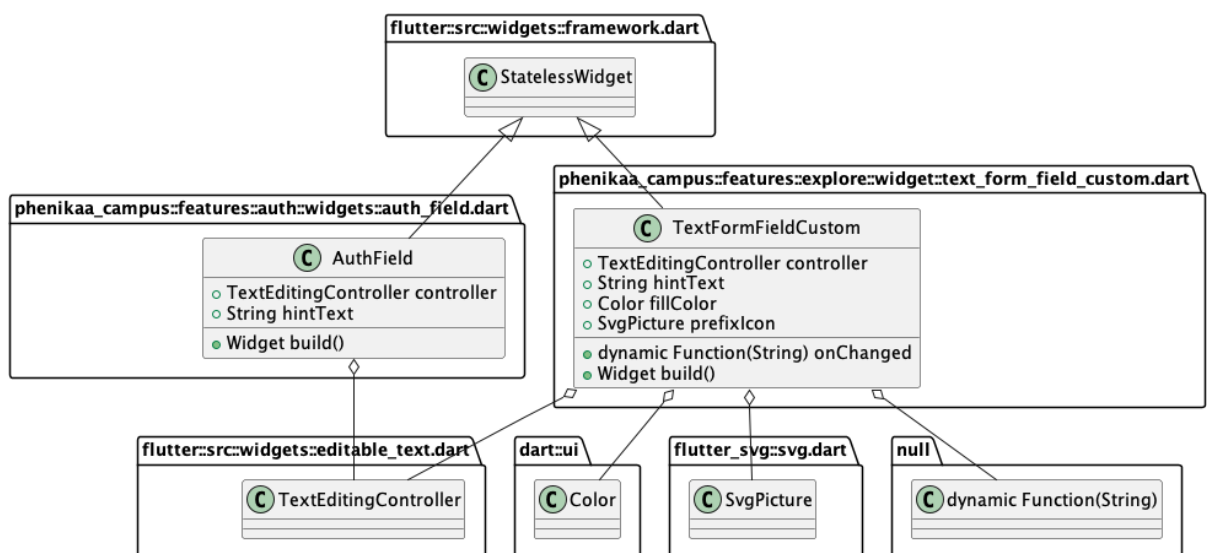 flutter::src::widgets::framework.dart
C StatelessWidget
phenikaa_campus::features::auth::widgets::auth_field.dart
C AuthField
TextEditingController controller
String hintText
Widget build()
phenikaa_campus::features::explore::widget::text_form_field_custom.dart
C TextFormFieldCustom
TextEditingController controller
String hintText
Color fillColor
SvgPicture prefixIcon
dynamic Function(String) onChanged
Widget build()
flutter::src::widgets::editable_text.dart
C TextEditingController
dart::ui
C Color
flutter_svg::svg.dart
C SvgPicture
null
C dynamic Function(String)